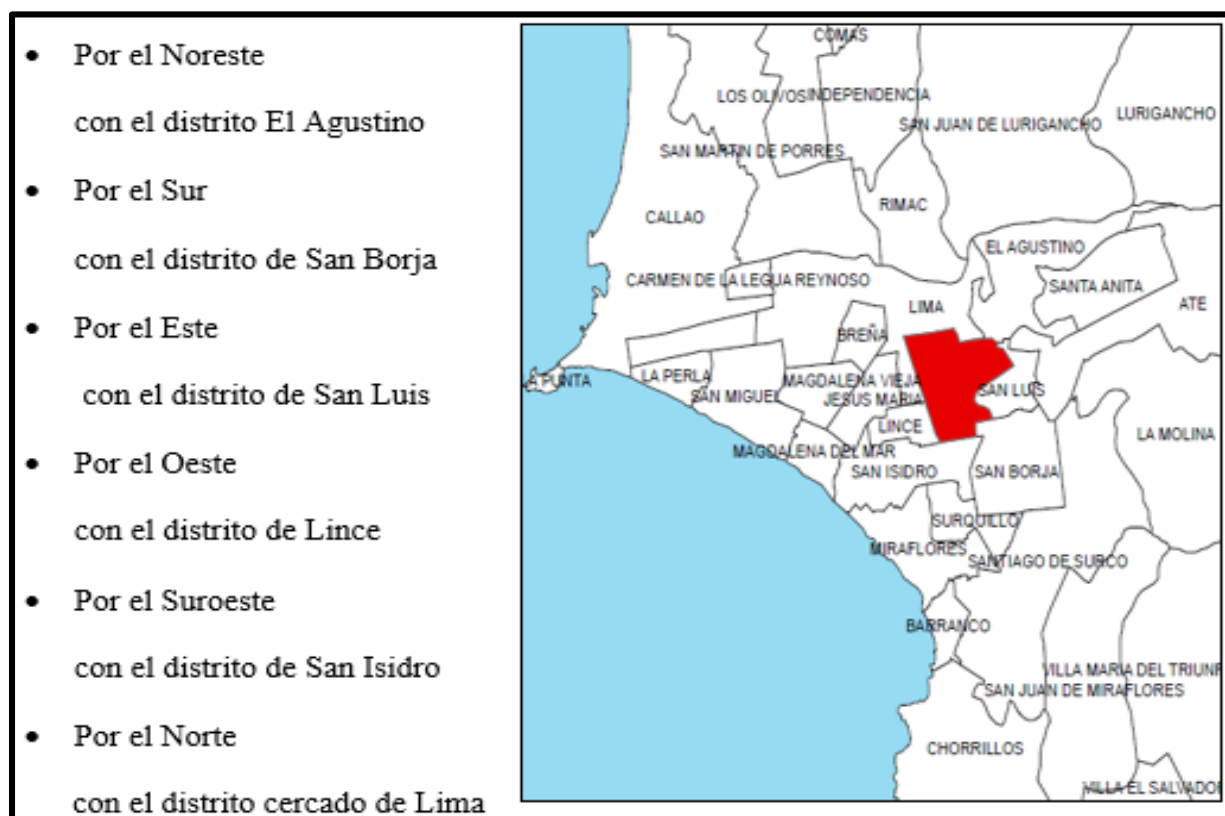 • Por el Noreste
con el distrito El Agustino
• Por el Sur
con el distrito de San Borja
• Por el Este
con el distrito de San Luis
• Por el Oeste
con el distrito de Lince
• Por el Suroeste
con el distrito de San Isidro
• Por el Norte
con el distrito cercado de Lima
COMAS
LOS OLIVOS INDEPENDENCIA
LURIGANCHO
SAN JUAN DE LURIGANCHO
SAN MARTIN DE PORRES
RIMAC
CALLAO
EL AGUSTINO
CARMEN DE LA LEGUA REYNOSO
SANTA ANITA
LIMA
ATE
BREÑA
LA PERLA
MAGDALENA VIEJA
LA PUNTA
SAN MIGUEL
JESUS MARIA
SAN LUIS
LINCE
LA MOLINA
MAGDALENA DEL MAR
SAN ISIDRO
SAN BORJA
SURQUILLO
MIRAFLORES
SANTIAGO DE SURCO
BARRANCO
VILLA MARIA DEL TRIUNF
SAN JUAN DE MIRAFLORES
CHORRILLOS
VILLA EL SALVADO